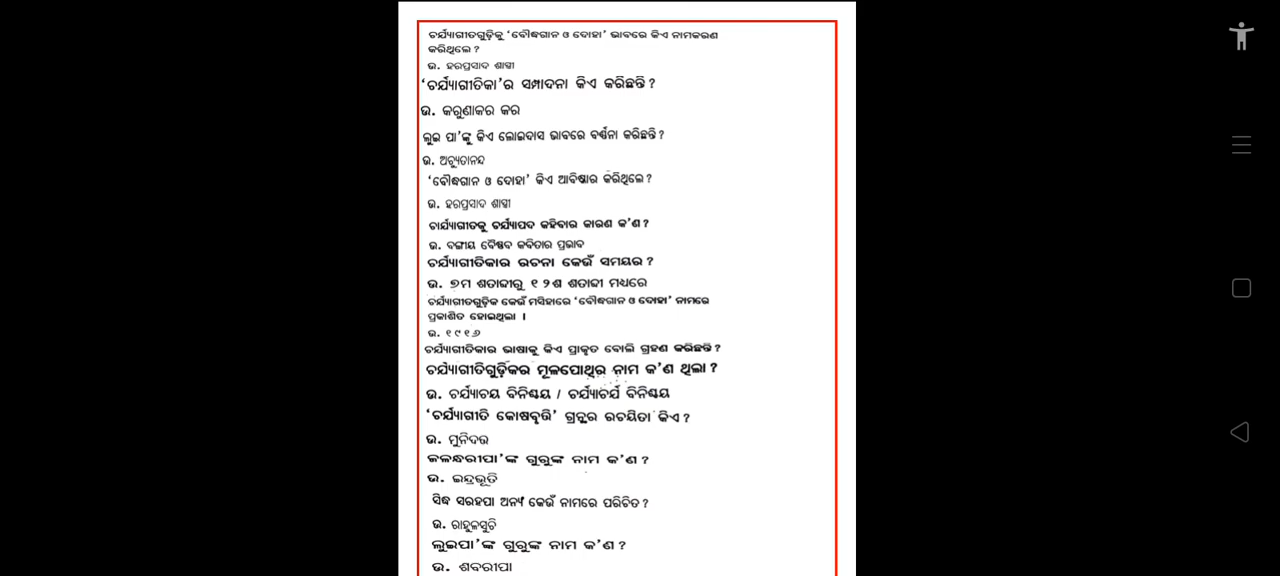 ଚର୍ଯ୍ୟାଗୀତଗୁଡ଼ିକୁ ‘ବୌଦ୍ଧଗାନ ଓ ଦୋହା’ ଭାବରେ କିଏ ନାମକରଣ
କରିଥିଲେ ?
ଉ. ହରପ୍ରସାଦ ଶାସ୍ତ୍ରୀ
‘ଚର୍ଯ୍ୟାଗୀତିକା’ର ସମ୍ପାଦନା କିଏ କରିଛନ୍ତି ?
ଉ. କରୁଣାକର କର
ଲୁଇ ପା’ଙ୍କୁ କିଏ ଲୋଇଦାସ ଭାବରେ ବର୍ଣ୍ଣନା କରିଛନ୍ତି ?
ଉ. ଅଚ୍ୟୁତାନନ୍ଦ
‘ବୌଦ୍ଧଗାନ ଓ ଦୋହା’ କିଏ ଆବିଷ୍କାର କରିଥିଲେ ?
ଉ. ହରପ୍ରସାଦ ଶାସ୍ତ୍ରୀ
ଚାର୍ଯ୍ୟାଗୀତକୁ ଚର୍ଯ୍ୟାପଦ କହିବାର କାରଣ କ’ଣ ?
ଉ. ବଙ୍ଗୀୟ ବୈଷ୍ଣବ କବିତାର ପ୍ରଭାବ
ଚର୍ଯ୍ୟାଗୀତିକାର ରଚନା କେଉଁ ସମୟର ?
ଉ. ୭ମ ଶତାବ୍ଦୀରୁ ୧୨ଶ ଶତାବ୍ଦୀ ମଧ୍ୟରେ
ଚର୍ଯ୍ୟାଗୀତଗୁଡ଼ିକ କେଉଁ ମସିହାରେ ‘ବୌଦ୍ଧଗାନ ଓ ଦୋହା’ ନାମରେ
ପ୍ରକାଶିତ ହୋଇଥିଲା ।
ଉ. ୧୯୧୬
ଚର୍ଯ୍ୟାଗୀତିକାର ଭାଷାକୁ କିଏ ପ୍ରାକୃତ ବୋଲି ଗ୍ରହଣ କରିଛନ୍ତି ?
ଚର୍ଯ୍ୟାଗୀତିଗୁଡ଼ିକର ମୂଳପୋଥିର ନାମ କ’ଣ ଥିଲା ?
ଉ. ଚର୍ଯ୍ୟାଚୟ ବିନିଶ୍ଚୟ / ଚର୍ଯ୍ୟାଚର୍ଯ ବିନିଶ୍ଚୟ
‘ଚର୍ଯ୍ୟାଗୀତି କୋଷବୃତ୍ତି’ ଗ୍ରନ୍ଥର ରଚୟିତା କିଏ ?
ଉ. ମୁନିଦତ୍ତ
ଜଳନ୍ଧରୀପା’ଙ୍କ ଗୁରୁଙ୍କ ନାମ କ’ଣ ?
ଉ. ଇନ୍ଦ୍ରଭୂତି
ସିଦ୍ଧ ସରହପା ଅନ୍ୟ କେଉଁ ନାମରେ ପରିଚିତ ?
ଉ. ରାହୁଳସୁଚି
ଲୁଇପା’ଙ୍କ ଗୁରୁଙ୍କ ନାମ କ’ଣ ?
ଉ. ଶବରୀପା